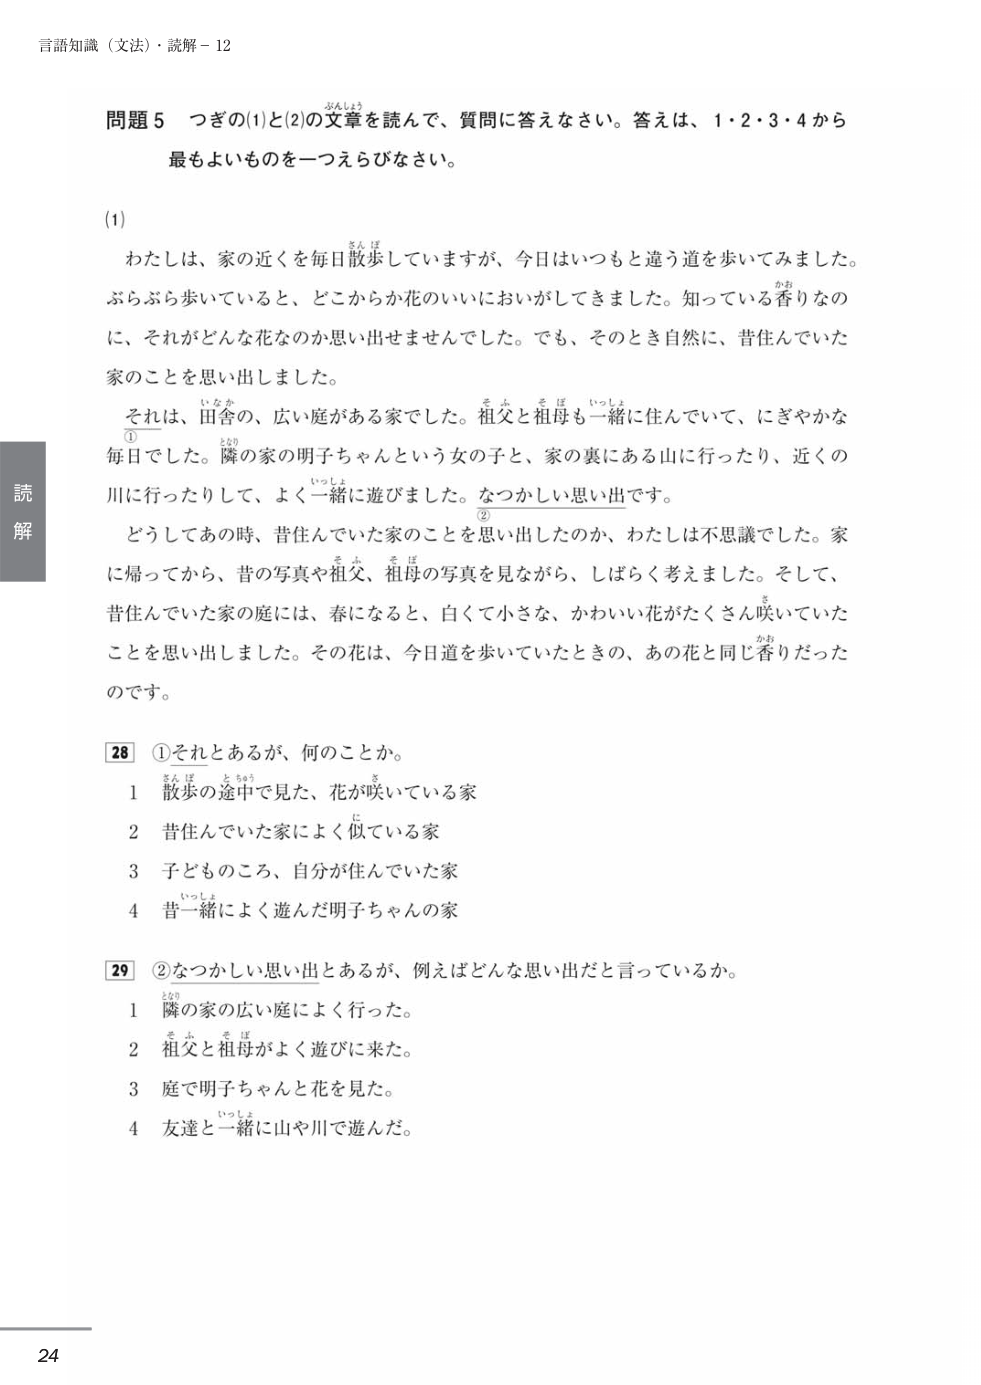 言語知識（文法）・読解－12
問題5　つぎの(1)と(2)の文章を読んで、質問に答えなさい。答えは、1・2・3・4から
最もよいものを一つえらびなさい。
(1)
わたしは、家の近くを毎日散歩していますが、今日はいつもと違う道を歩いてみました。
ぶらぶら歩いていると、どこからか花のいいにおいがしてきました。知っている香りなの
に、それがどんな花なのか思い出せませんでした。でも、そのとき自然に、昔住んでいた
家のことを思い出しました。
それは、田舎の、広い庭がある家でした。祖父と祖母も一緒に住んでいて、にぎやかな
①
毎日でした。隣の家の明子ちゃんという女の子と、家の裏にある山に行ったり、近くの
川に行ったりして、よく一緒に遊びました。なつかしい思い出です。
②
どうしてあの時、昔住んでいた家のことを思い出したのか、わたしは不思議でした。家
に帰ってから、昔の写真や祖父、祖母の写真を見ながら、しばらく考えました。そして、
昔住んでいた家の庭には、春になると、白くて小さな、かわいい花がたくさん咲いていた
ことを思い出しました。その花は、今日道を歩いていたときの、あの花と同じ香りだった
のです。
読
解
28　①それとあるが、何のことか。
1　散歩の途中で見た、花が咲いている家
2　昔住んでいた家によく似ている家
3　子どものころ、自分が住んでいた家
4　昔一緒によく遊んだ明子ちゃんの家
29　②なつかしい思い出とあるが、例えばどんな思い出だと言っているか。
1　隣の家の広い庭によく行った。
2　祖父と祖母がよく遊びに来た。
3　庭で明子ちゃんと花を見た。
4　友達と一緒に山や川で遊んだ。
24